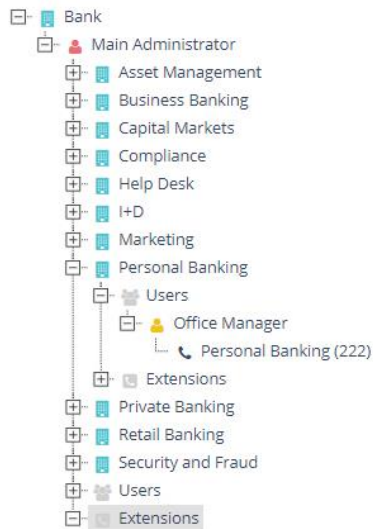 Bank
Main Administrator
Asset Management
Business Banking
Capital Markets
Compliance
Help Desk
I+D
Marketing
Personal Banking
Users
Office Manager
Personal Banking (222)
Extensions
Private Banking
Retail Banking
Security and Fraud
Users
Extensions